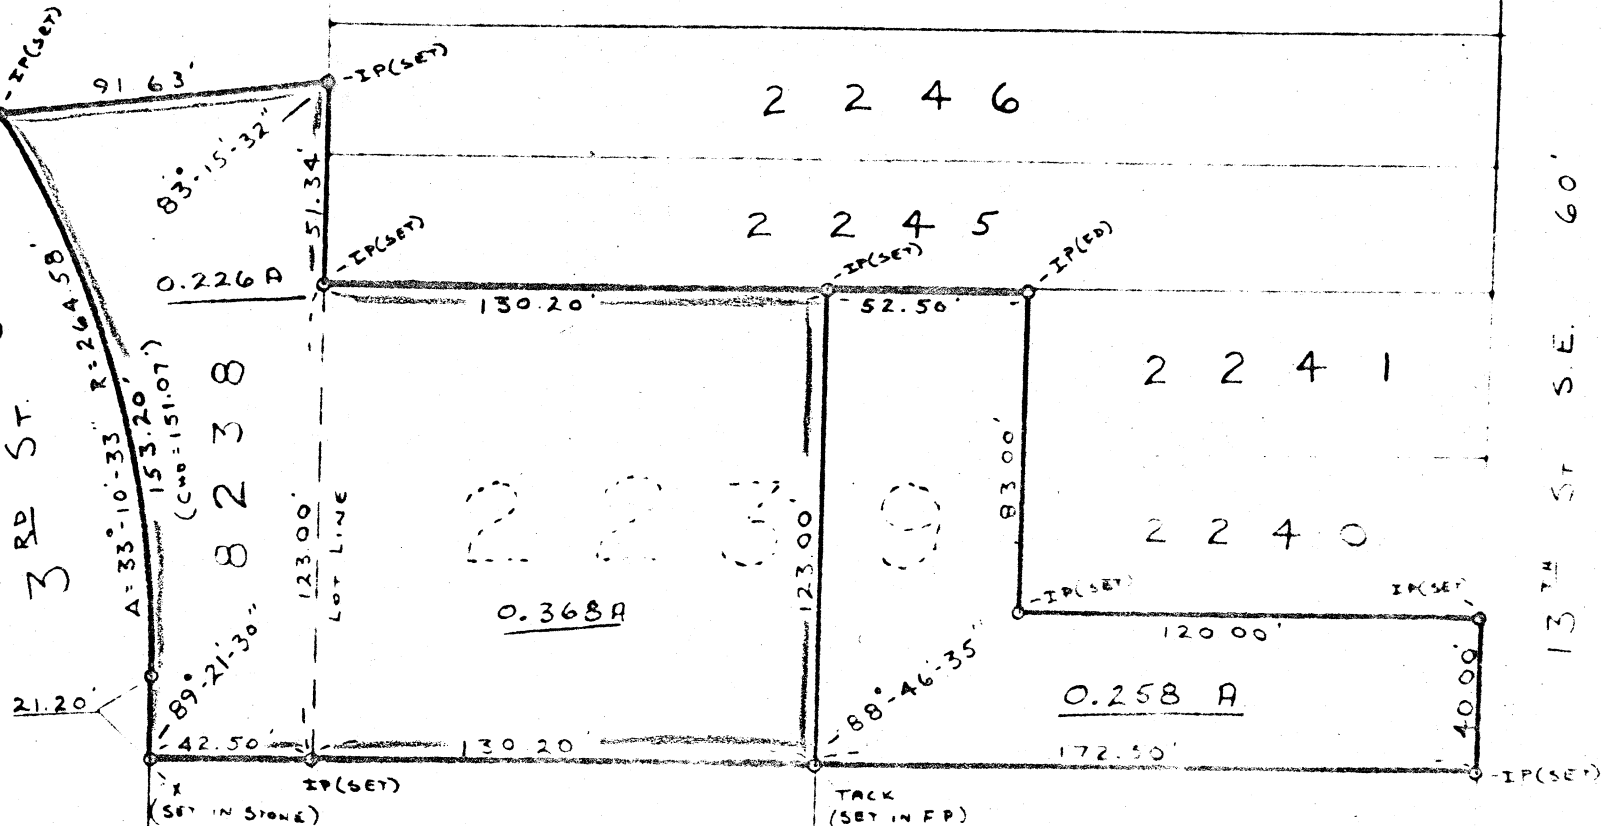 -IP(SET)
91.63'
-IP(SET)
2 2 4 6
83°-15'-32"
51.34'
60'
2 2 4 5
-IP(SET)
-IP(SET)
-IP(FD)
0.226 A
130.20'
52.50'
R=264.58'
Δ=33°-10'-33"
153.20'
(CHD=151.07')
8 2 3 8
2 2 4 1
S.E.
3 RD ST.
123.00'
LOT LINE
2 2 3 9
123.00'
83.00'
2 2 4 0
ST
13 TH
0.368A
-IP(SET)
IP(SET
120.00'
89°-21'-30"
88°-46'-35"
0.258 A
40.00'
21.20'
42.50'
130.20'
172.50'
X
(SET IN STONE)
IP(SET)
TACK
(SET IN F.P)
-IP(SET)